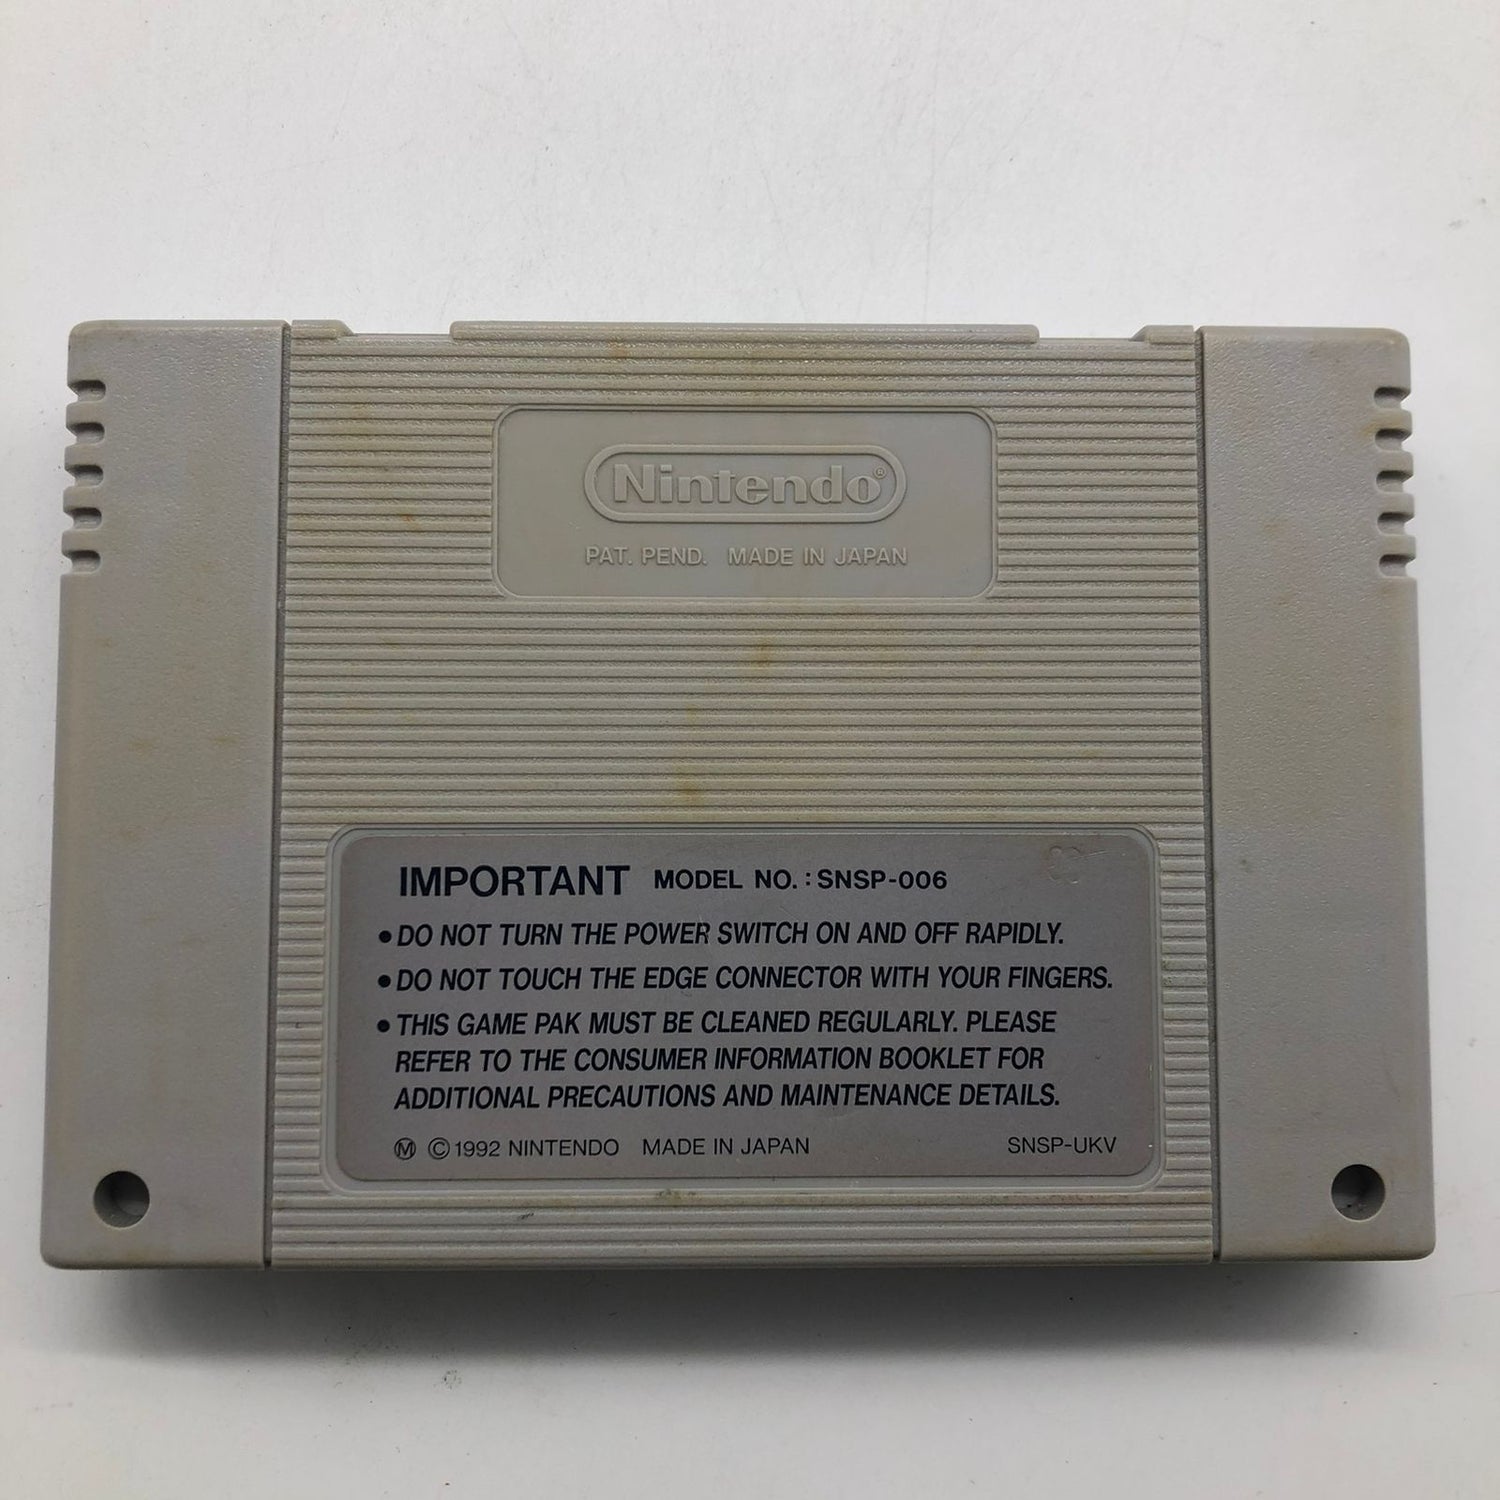 Nintendo®
PAT. PEND. MADE IN JAPAN
IMPORTANT MODEL NO. : SNSP-006
● DO NOT TURN THE POWER SWITCH ON AND OFF RAPIDLY.
● DO NOT TOUCH THE EDGE CONNECTOR WITH YOUR FINGERS.
● THIS GAME PAK MUST BE CLEANED REGULARLY. PLEASE
REFER TO THE CONSUMER INFORMATION BOOKLET FOR
ADDITIONAL PRECAUTIONS AND MAINTENANCE DETAILS.
Ⓜ ©1992 NINTENDO MADE IN JAPAN SNSP-UKV